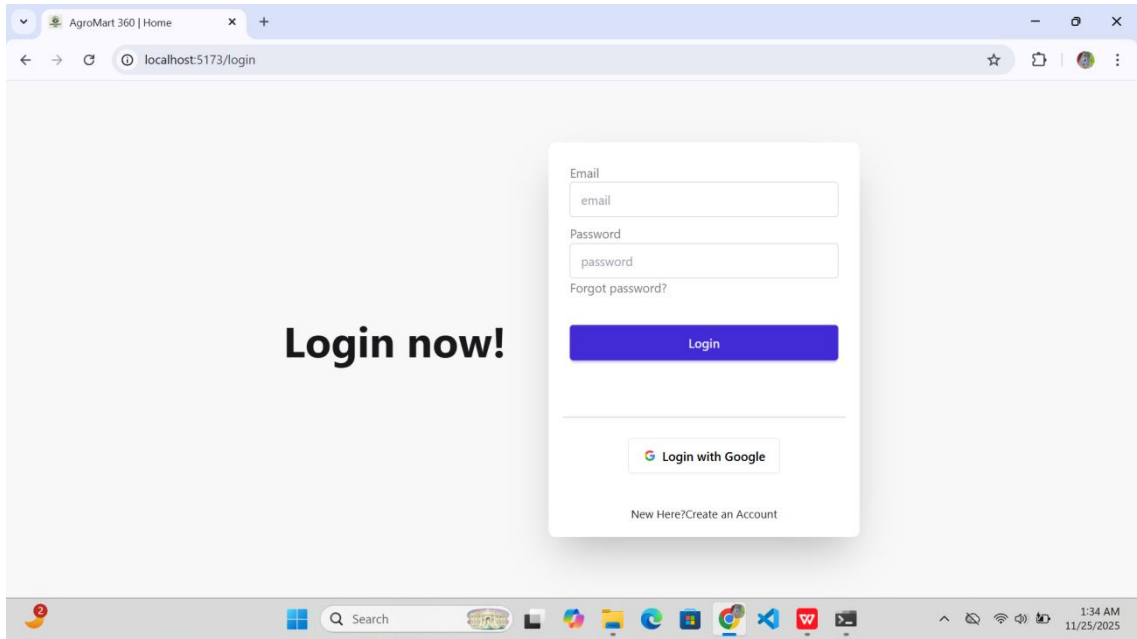 AgroMart 360 | Home
localhost:5173/login
Email
email
Password
password
Forgot password?
Login now!
Login
Login with Google
New Here?Create an Account
2
Search
1:34 AM
11/25/2025